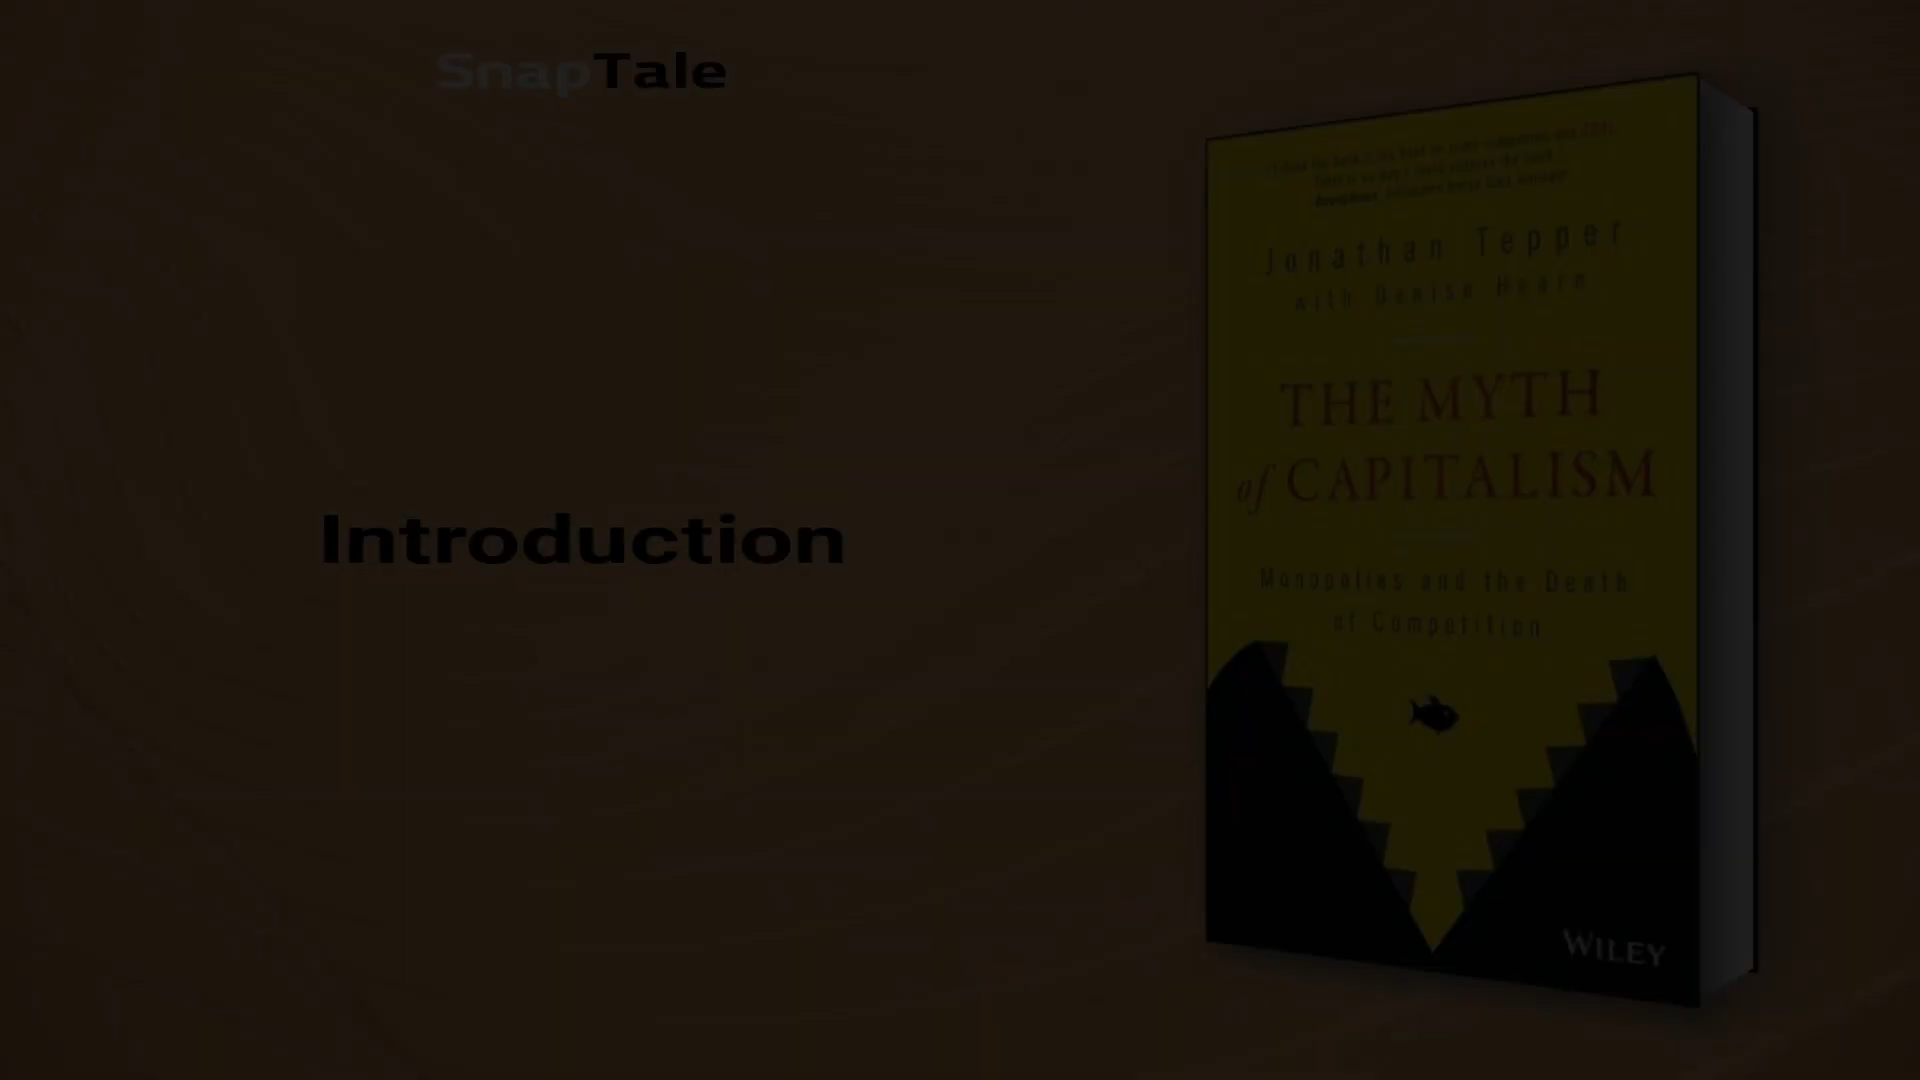 SnapTale
Introduction
Jonathan Tepper
with Denise Hearn
THE MYTH
of CAPITALISM
Monopolies and the Death
of Competition
WILEY